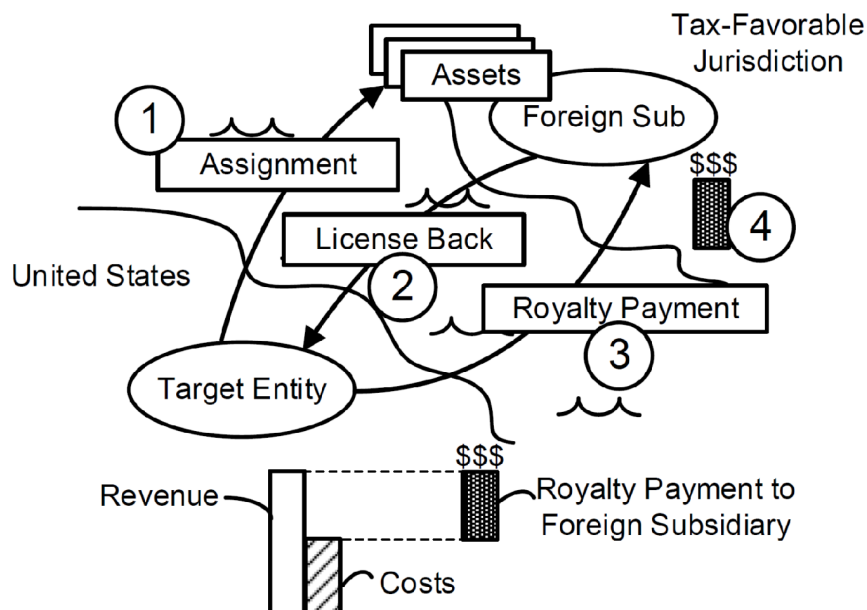 Tax-Favorable
Jurisdiction
Assets
Foreign Sub
1
Assignment
$$$
4
License Back
United States
2
Royalty Payment
3
Target Entity
$$$
Revenue
Royalty Payment to
Foreign Subsidiary
Costs